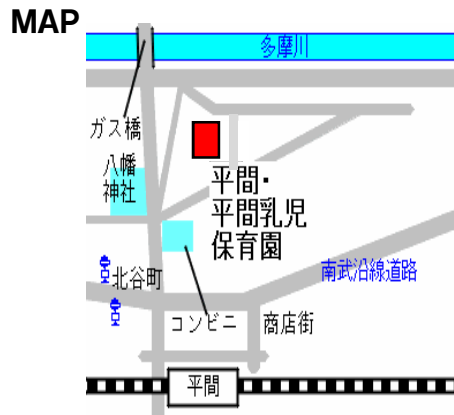 MAP
多摩川
ガス橋
八幡
神社
平間・
平間乳児
保育園
南武沿線道路
北谷町
コンビニ
商店街
平間